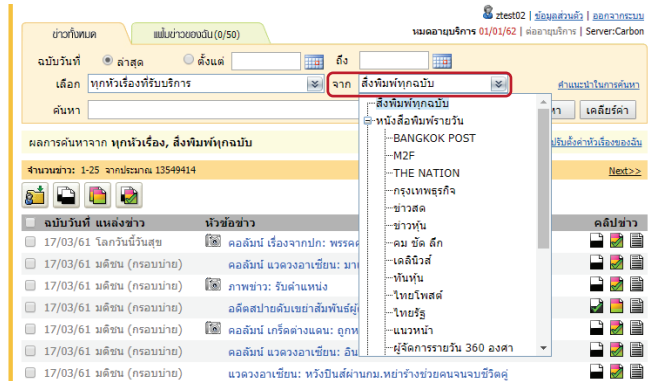 ztest02 | ข้อมูลส่วนตัว | ออกจากระบบ
ข่าวทั้งหมด แฟ้มข่าวของฉัน(0/50) หมดอายุบริการ 01/01/62 | ต่ออายุบริการ | Server:Carbon
ฉบับวันที่ ล่าสุด ตั้งแต่ ถึง
เลือก ทุกหัวเรื่องที่รับบริการ จาก สิ่งพิมพ์ทุกฉบับ คำแนะนำในการค้นหา
ค้นหา เคลียร์ค่า
สิ่งพิมพ์ทุกฉบับ
หนังสือพิมพ์รายวัน
BANGKOK POST
M2F
THE NATION
กรุงเทพธุรกิจ
ข่าวสด
ข่าวหุ้น
คม ชัด ลึก
เดลินิวส์
ทันหุ้น
ไทยโพสต์
ไทยรัฐ
แนวหน้า
ผู้จัดการรายวัน 360 องศา
ผลการค้นหาจาก ทุกหัวเรื่อง, สิ่งพิมพ์ทุกฉบับ ปรับตั้งค่าหัวเรื่องของฉัน
จำนวนข่าว: 1-25 จากประมาณ 13549414 Next>>
ฉบับวันที่ แหล่งข่าว หัวข้อข่าว คลิปข่าว
17/03/61 โลกวันนี้วันสุข คอลัมน์ เรื่องจากปก: พรรค
17/03/61 มติชน (กรอบบ่าย) คอลัมน์ แวดวงอาเซียน:
17/03/61 มติชน (กรอบบ่าย) ภาพข่าว: รับตำแหน่ง
17/03/61 มติชน (กรอบบ่าย) อดีตสปายดับเขย่าสัมพันธ์
17/03/61 มติชน (กรอบบ่าย) คอลัมน์ เกร็ดต่างแดน:
17/03/61 มติชน (กรอบบ่าย) คอลัมน์ แวดวงอาเซียน:
17/03/61 มติชน (กรอบบ่าย) แวดวงอาเซียน: หวังปันส์ผ่านกม.หย่าร้างช่วยคนจนจบชีวิตคู่